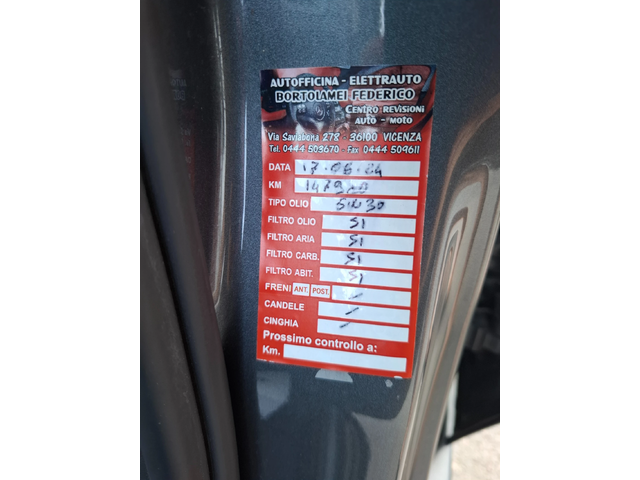 AUTOFFICINA - ELETTRAUTO
BORTOLAMEI FEDERICO
CENTRO REVISIONI
AUTO - MOTO
Via Saviabona 278 - 36100 VICENZA
Tel. 0444 503670 - Fax 0444 509611
DATA 17.06.24
KM
TIPO OLIO 5W30
FILTRO OLIO SI
FILTRO ARIA SI
FILTRO CARB. SI
FILTRO ABIT. SI
FRENI ANT. POST. -
CANDELE -
CINGHIA -
Prossimo controllo a:
Km.